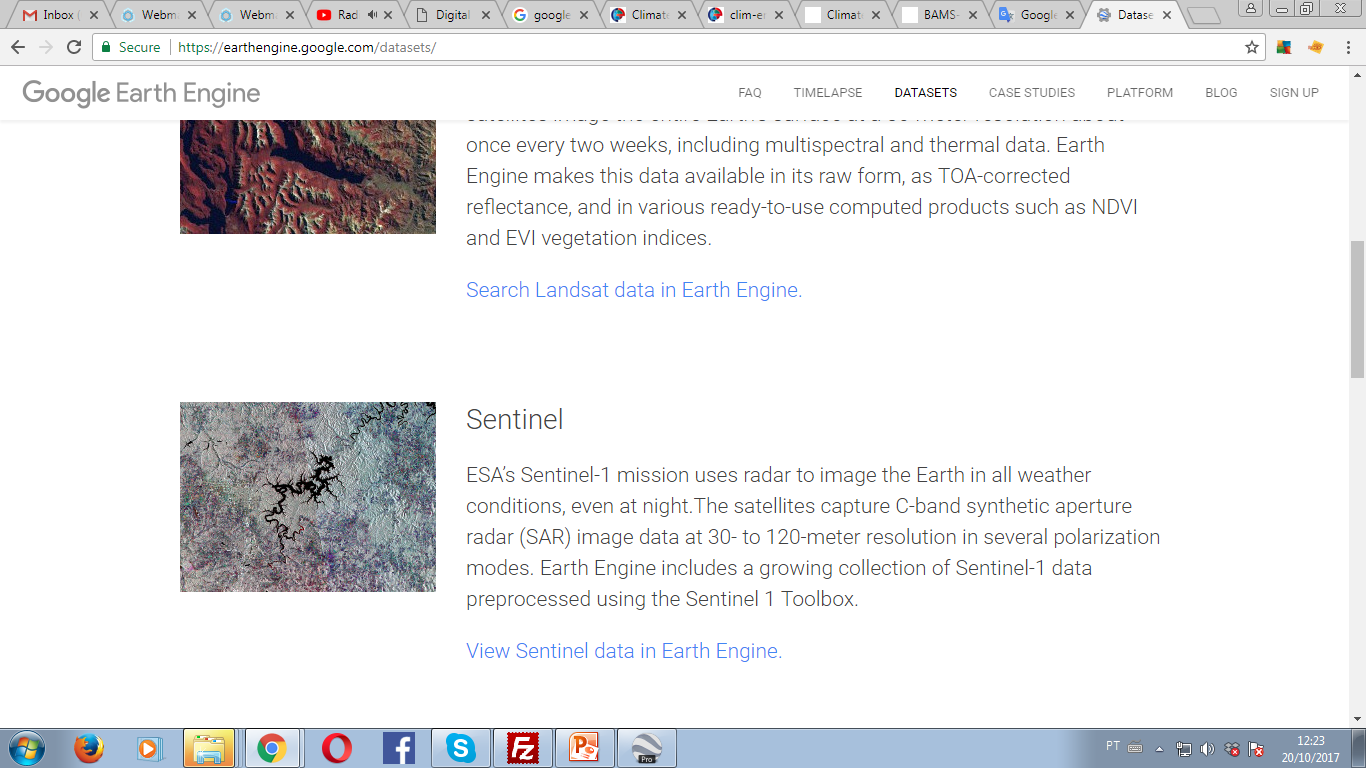 Inbox (
Webma
Webma
Rad
Digital
google
Climat
clim-ed
Climat
BAMS-
Google
Datase
Secure
https://earthengine.google.com/datasets/
Google Earth Engine
FAQ
TIMELAPSE
DATASETS
CASE STUDIES
PLATFORM
BLOG
SIGN UP
once every two weeks, including multispectral and thermal data. Earth
Engine makes this data available in its raw form, as TOA-corrected
reflectance, and in various ready-to-use computed products such as NDVI
and EVI vegetation indices.
Search Landsat data in Earth Engine.
Sentinel
ESA’s Sentinel-1 mission uses radar to image the Earth in all weather
conditions, even at night.The satellites capture C-band synthetic aperture
radar (SAR) image data at 30- to 120-meter resolution in several polarization
modes. Earth Engine includes a growing collection of Sentinel-1 data
preprocessed using the Sentinel 1 Toolbox.
View Sentinel data in Earth Engine.
Pro
PT
12:23
20/10/2017